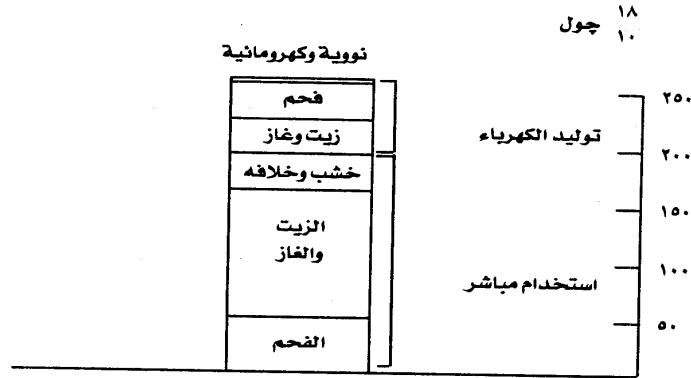 ١٨
١٠ چول
نووية وكهرومائية
فحم
زيت وغاز
خشب وخلافه
الزيت
والغاز
الفحم
توليد الكهرباء
استخدام مباشر
٢٥٠
٢٠٠
١٥٠
١٠٠
٥٠